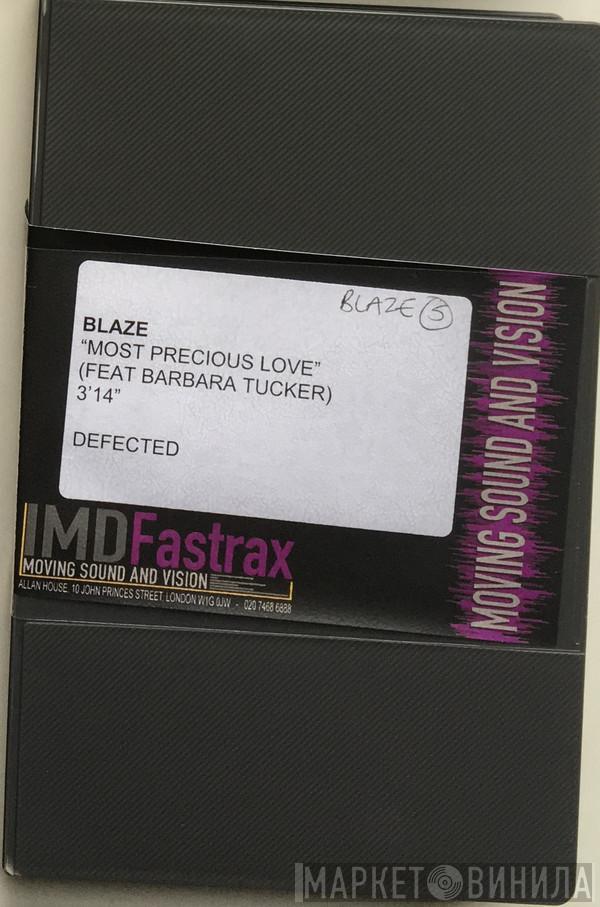 BLAZE (5)
BLAZE
“MOST PRECIOUS LOVE”
(FEAT BARBARA TUCKER)
3’14”
DEFECTED
IMDFastrax
MOVING SOUND AND VISION
ALLAN HOUSE, 10 JOHN PRINCES STREET, LONDON W1G 0JW - 020 7468 6888
MOVING SOUND AND VISION
МАРКЕТ ВИНИЛА